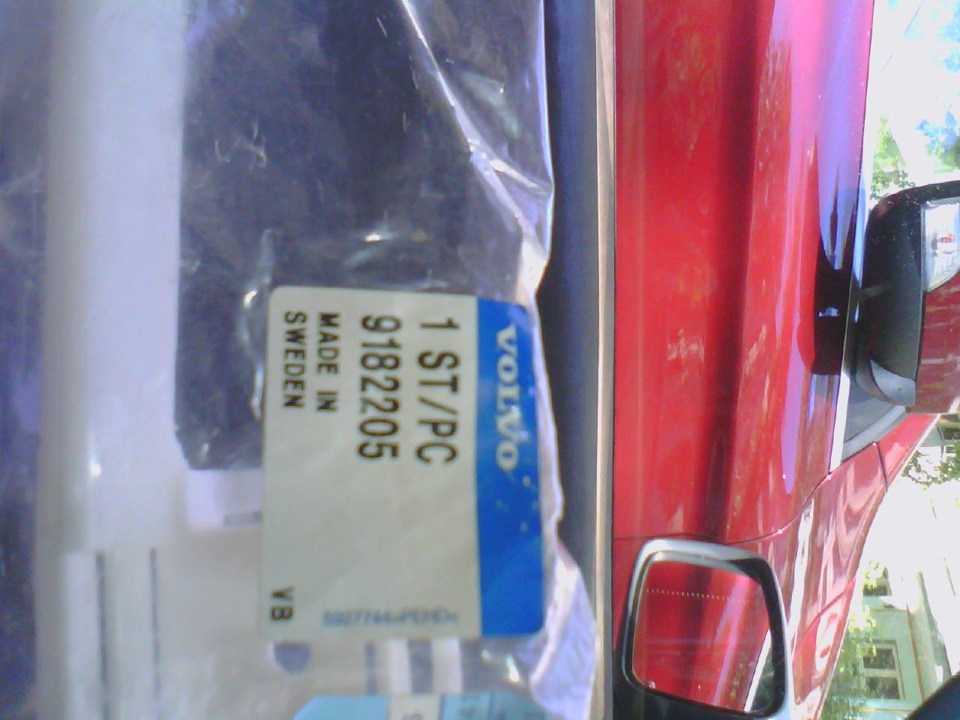 VOLVO
1 ST/PC
9182205
MADE IN
SWEDEN
VB